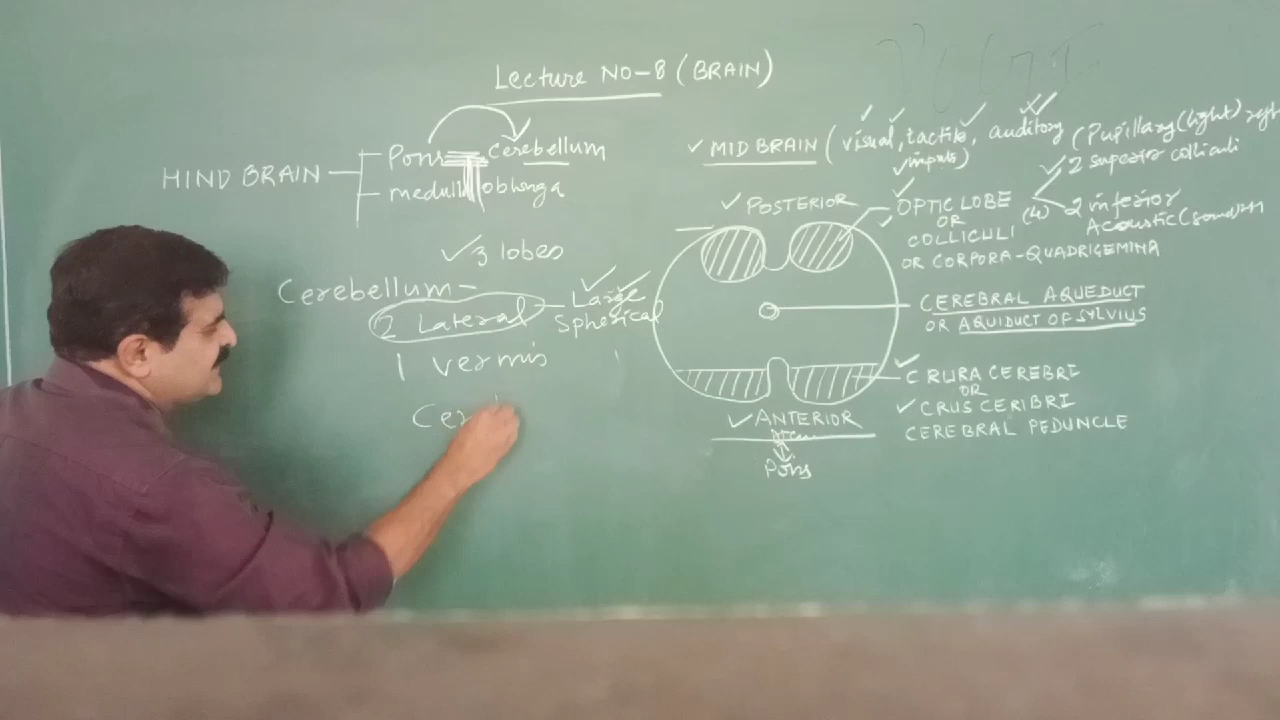 Lecture NO-8 (BRAIN)
HIND BRAIN
Pons
Cerebellum
medulla oblonga
✓3 lobes
Cerebellum -
2 Lateral - Large
Spherical
1 vermis
Cer
✓ MID BRAIN (visual, tactile, auditory
inputs)
(Pupillary (light)
✓ POSTERIOR
OPTIC LOBE
OR
COLLICULI (4)
OR CORPORA-QUADRIGEMINA
✓ 2 superior colliculi
2 inferior
Acoustic (sound)
CEREBRAL AQUEDUCT
OR AQUIDUCT OF SYLVIUS
✓ CRURA CEREBRI
OR
✓ CRUS CERIBRI
CEREBRAL PEDUNCLE
✓ ANTERIOR
Pons